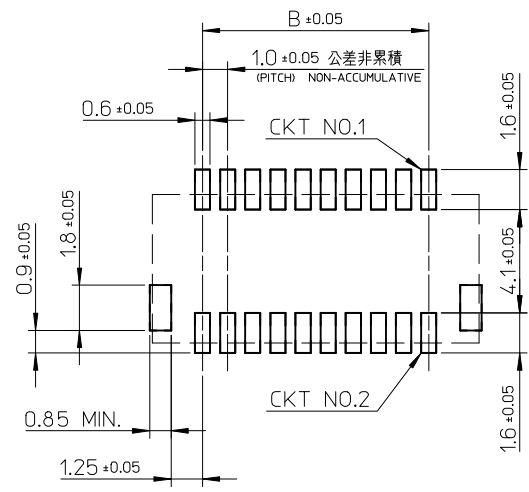 B ±0.05
1.0 ±0.05 公差非累積
(PITCH) NON-ACCUMULATIVE
0.6 ±0.05
CKT NO.1
1.6 ±0.05
1.8 ±0.05
0.9 ±0.05
4.1 ±0.05
CKT NO.2
0.85 MIN.
1.6 ±0.05
1.25 ±0.05